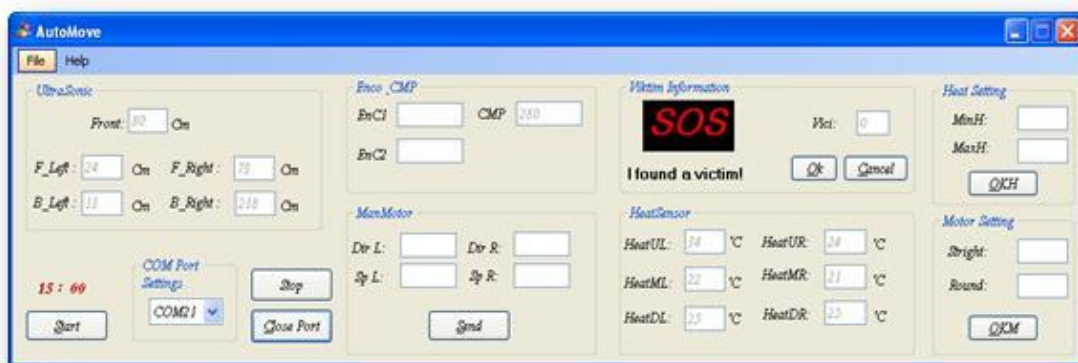 AutoMove
File Help
UltraSonic
Front: 80 Cm
F_Left: 24 Cm F_Right: 75 Cm
B_Left: 15 Cm B_Right: 218 Cm
15 : 60
COM Port Settings
COM21
Stop
Start
Close Port
Enco_CMP
EnC1 CMP 280
EnC2
ManMotor
Dir L: Dir R:
Sp L: Sp R:
Send
Viktim Information
SOS
Vici: 0
I found a victim!
Ok Cancel
HeatSensor
HeatUL: 34 °C HeatUR: 24 °C
HeatML: 22 °C HeatMR: 21 °C
HeatDL: 25 °C HeatDR: 25 °C
Heat Setting
MinH:
MaxH:
OKH
Motor Setting
Stright:
Round:
OKM